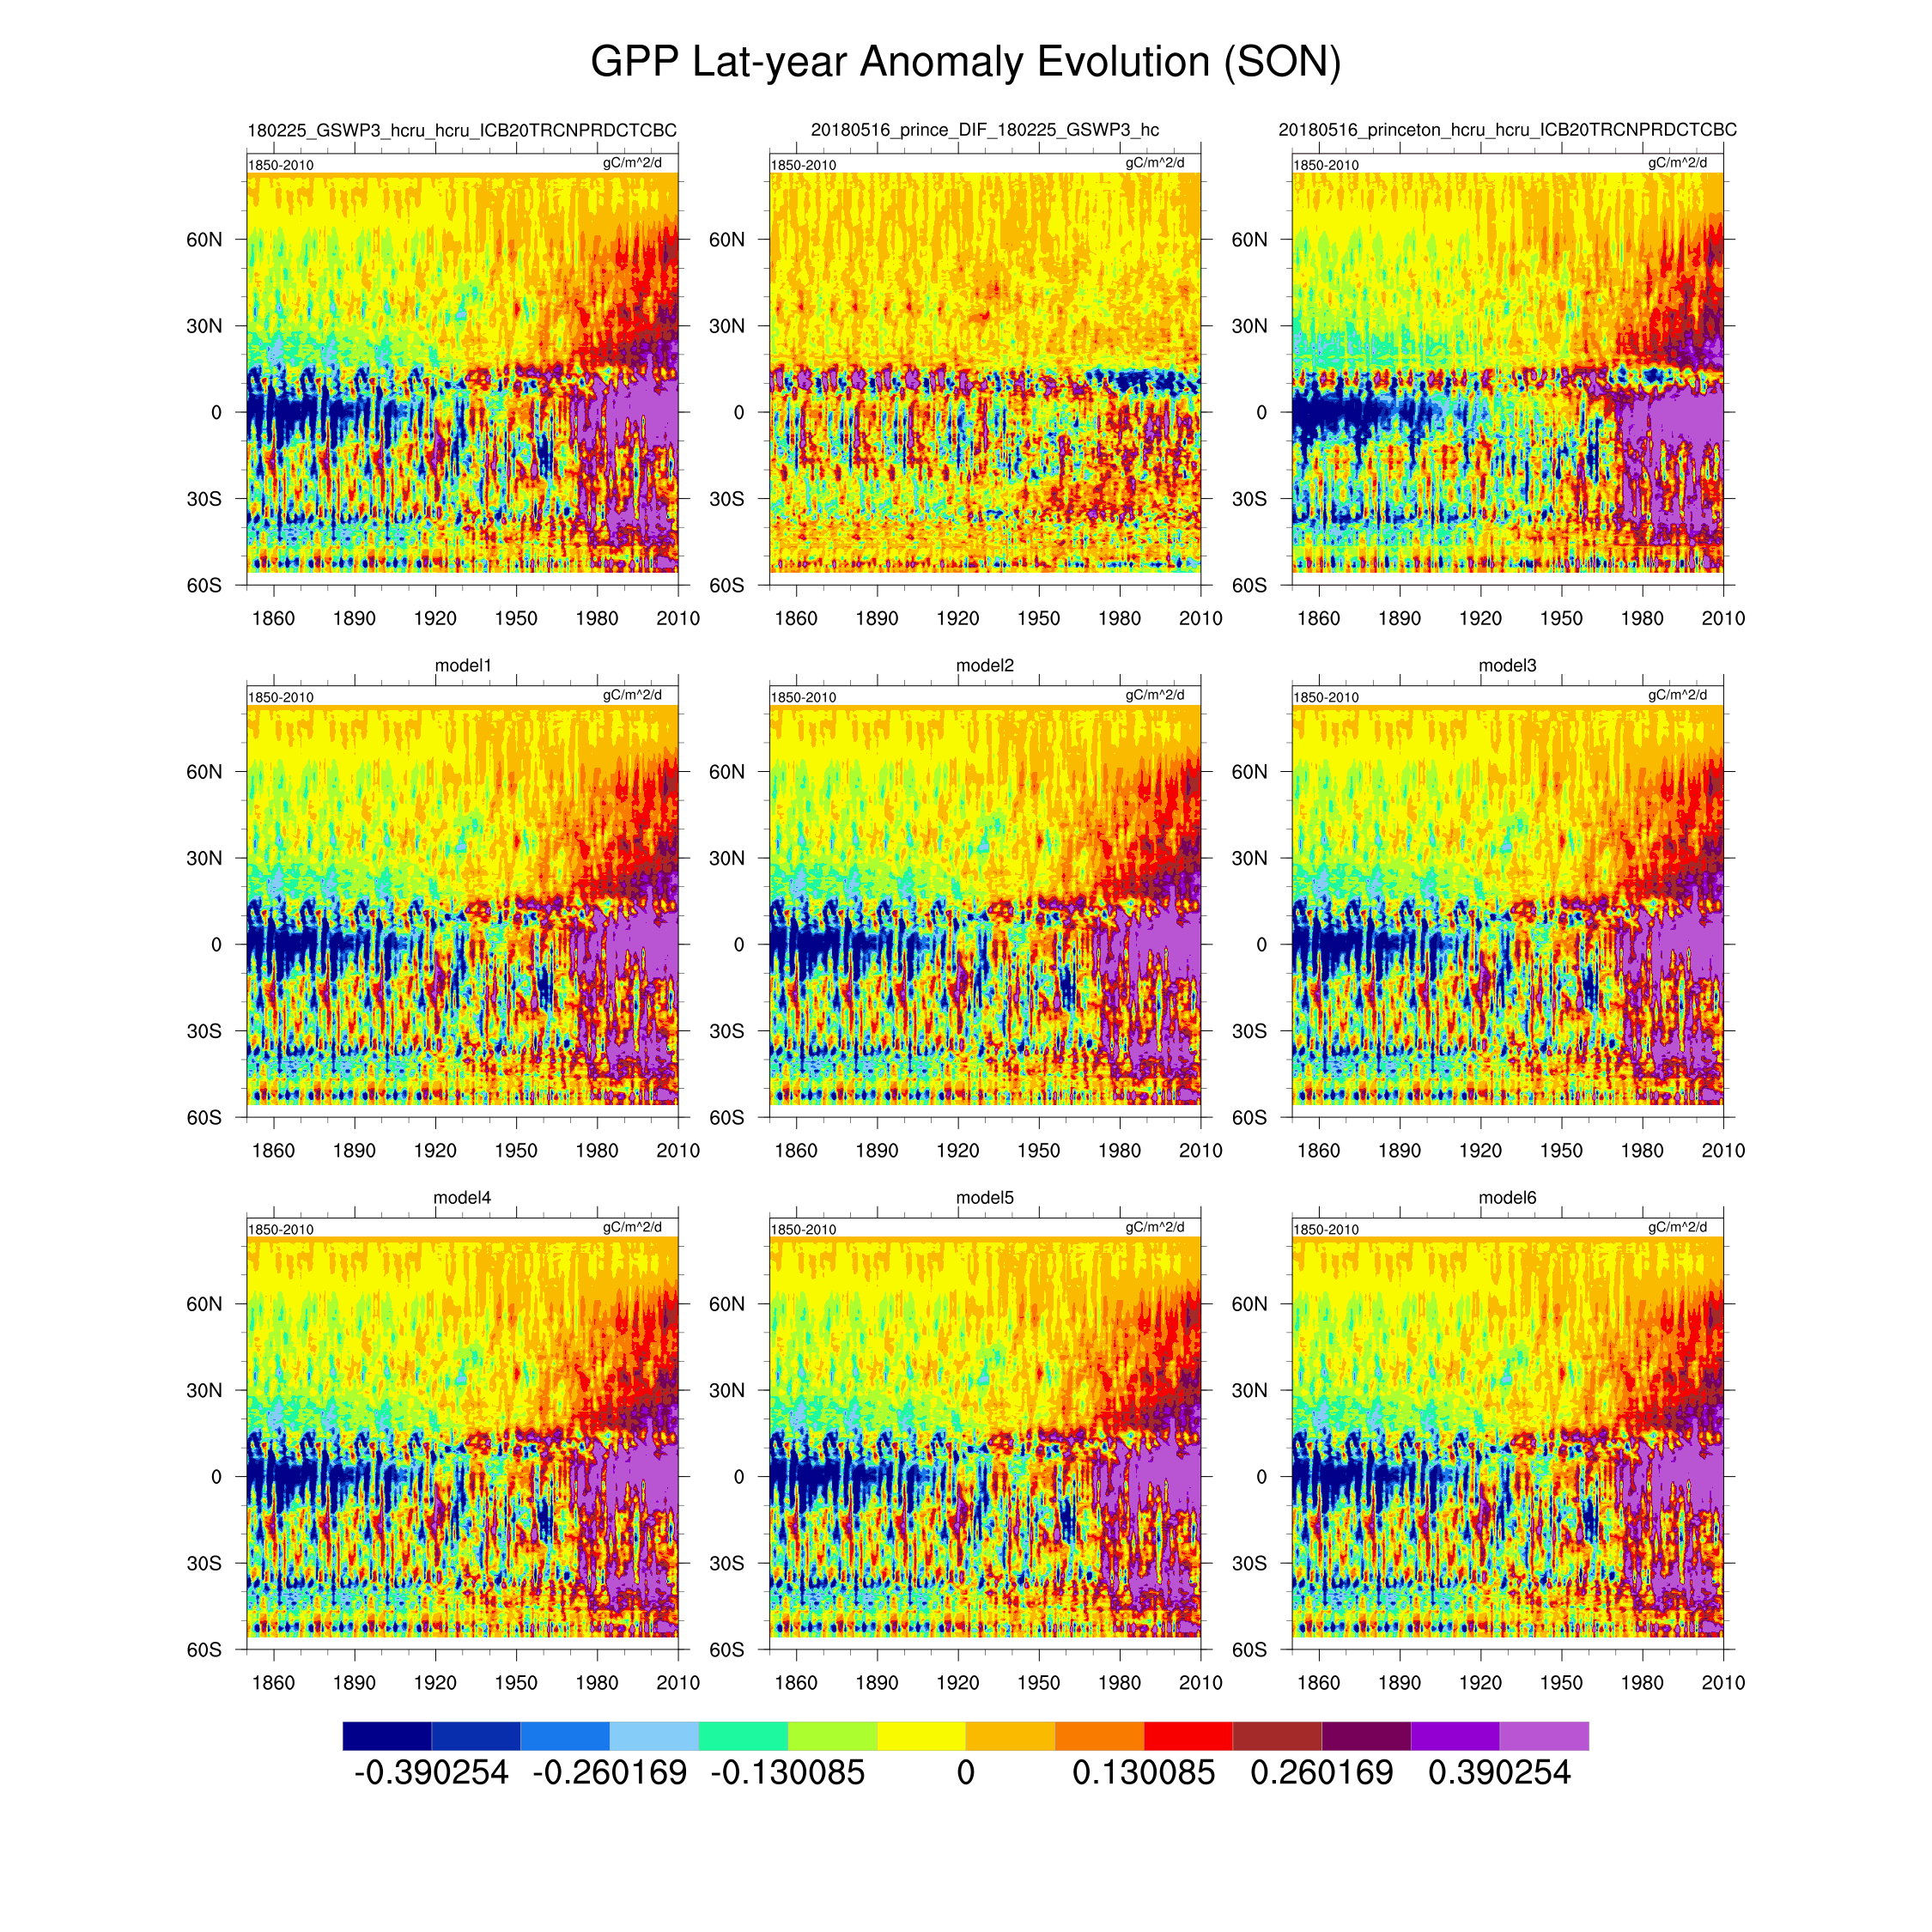 GPP Lat-year Anomaly Evolution (SON)
180225_GSWP3_hcru_hcru_ICB20TRCNPRDCTCBC
20180516_prince_DIF_180225_GSWP3_hc
20180516_princeton_hcru_hcru_ICB20TRCNPRDCTCBC
1850-2010 gC/m^2/d
1850-2010 gC/m^2/d
1850-2010 gC/m^2/d
60N 60N 60N
30N 30N 30N
0 0 0
30S 30S 30S
60S 60S 60S
1860 1890 1920 1950 1980 2010
1860 1890 1920 1950 1980 2010
1860 1890 1920 1950 1980 2010
model1
model2
model3
1850-2010 gC/m^2/d
1850-2010 gC/m^2/d
1850-2010 gC/m^2/d
60N 60N 60N
30N 30N 30N
0 0 0
30S 30S 30S
60S 60S 60S
1860 1890 1920 1950 1980 2010
1860 1890 1920 1950 1980 2010
1860 1890 1920 1950 1980 2010
model4
model5
model6
1850-2010 gC/m^2/d
1850-2010 gC/m^2/d
1850-2010 gC/m^2/d
60N 60N 60N
30N 30N 30N
0 0 0
30S 30S 30S
60S 60S 60S
1860 1890 1920 1950 1980 2010
1860 1890 1920 1950 1980 2010
1860 1890 1920 1950 1980 2010
-0.390254 -0.260169 -0.130085 0 0.130085 0.260169 0.390254